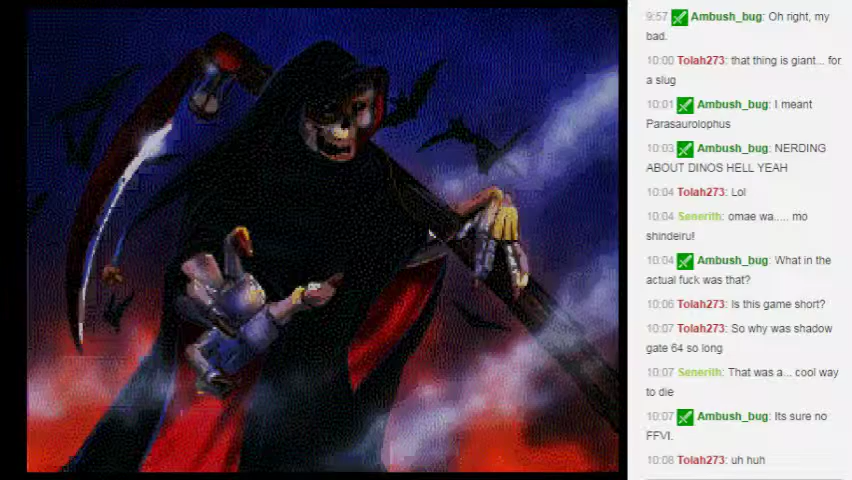 9:57 Ambush_bug: Oh right, my
bad.
10:00 Tolah273: that thing is giant... for
a slug
10:01 Ambush_bug: I meant
Parasaurolophus
10:03 Ambush_bug: NERDING
ABOUT DINOS HELL YEAH
10:04 Tolah273: Lol
10:04 Senerith: omae wa..... mo
shindeiru!
10:04 Ambush_bug: What in the
actual fuck was that?
10:06 Tolah273: Is this game short?
10:07 Tolah273: So why was shadow
gate 64 so long
10:07 Senerith: That was a... cool way
to die
10:07 Ambush_bug: Its sure no
FFVI.
10:08 Tolah273: uh huh